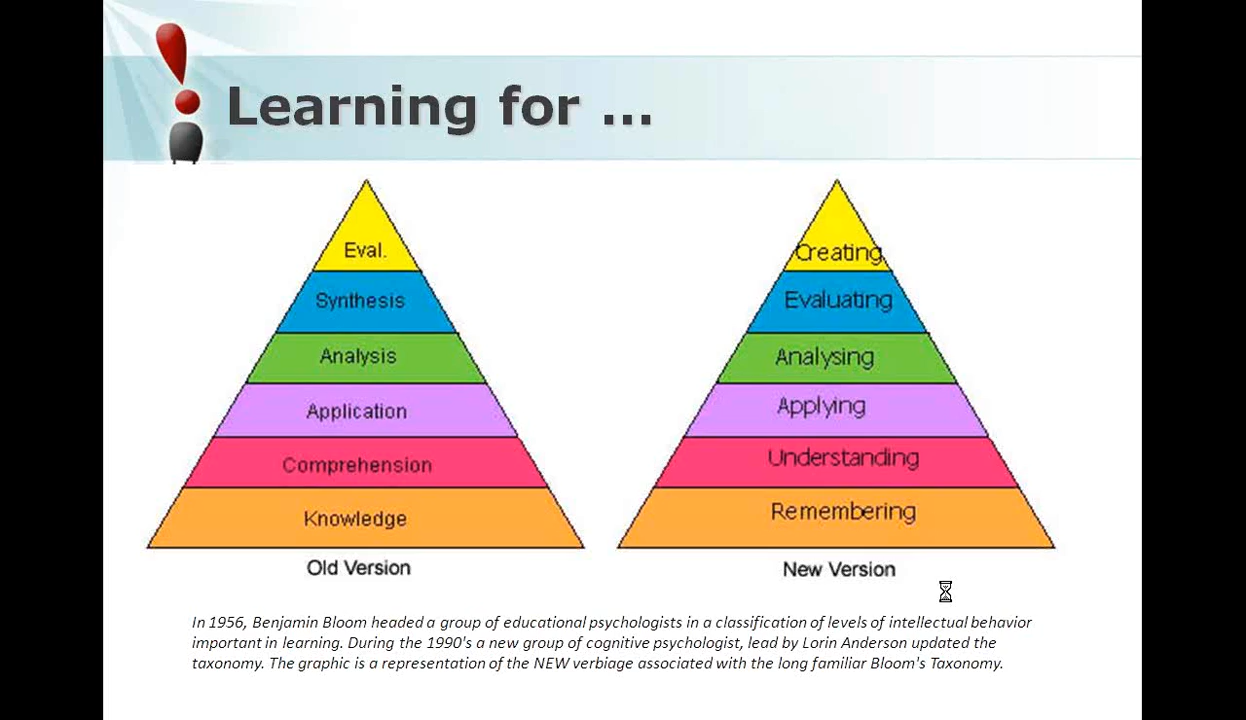 Learning for ...
Eval.
Synthesis
Analysis
Application
Comprehension
Knowledge
Old Version
Creating
Evaluating
Analysing
Applying
Understanding
Remembering
New Version
In 1956, Benjamin Bloom headed a group of educational psychologists in a classification of levels of intellectual behavior
important in learning. During the 1990's a new group of cognitive psychologist, lead by Lorin Anderson updated the
taxonomy. The graphic is a representation of the NEW verbiage associated with the long familiar Bloom's Taxonomy.